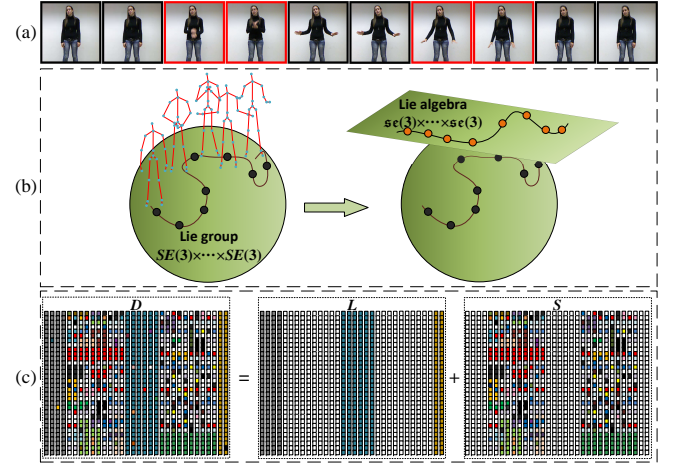 (a)
(b)
Lie algebra
𝔰𝔢(3)×⋯×𝔰𝔢(3)
Lie group
SE(3)×⋯×SE(3)
(c)
D
L
S
=
+